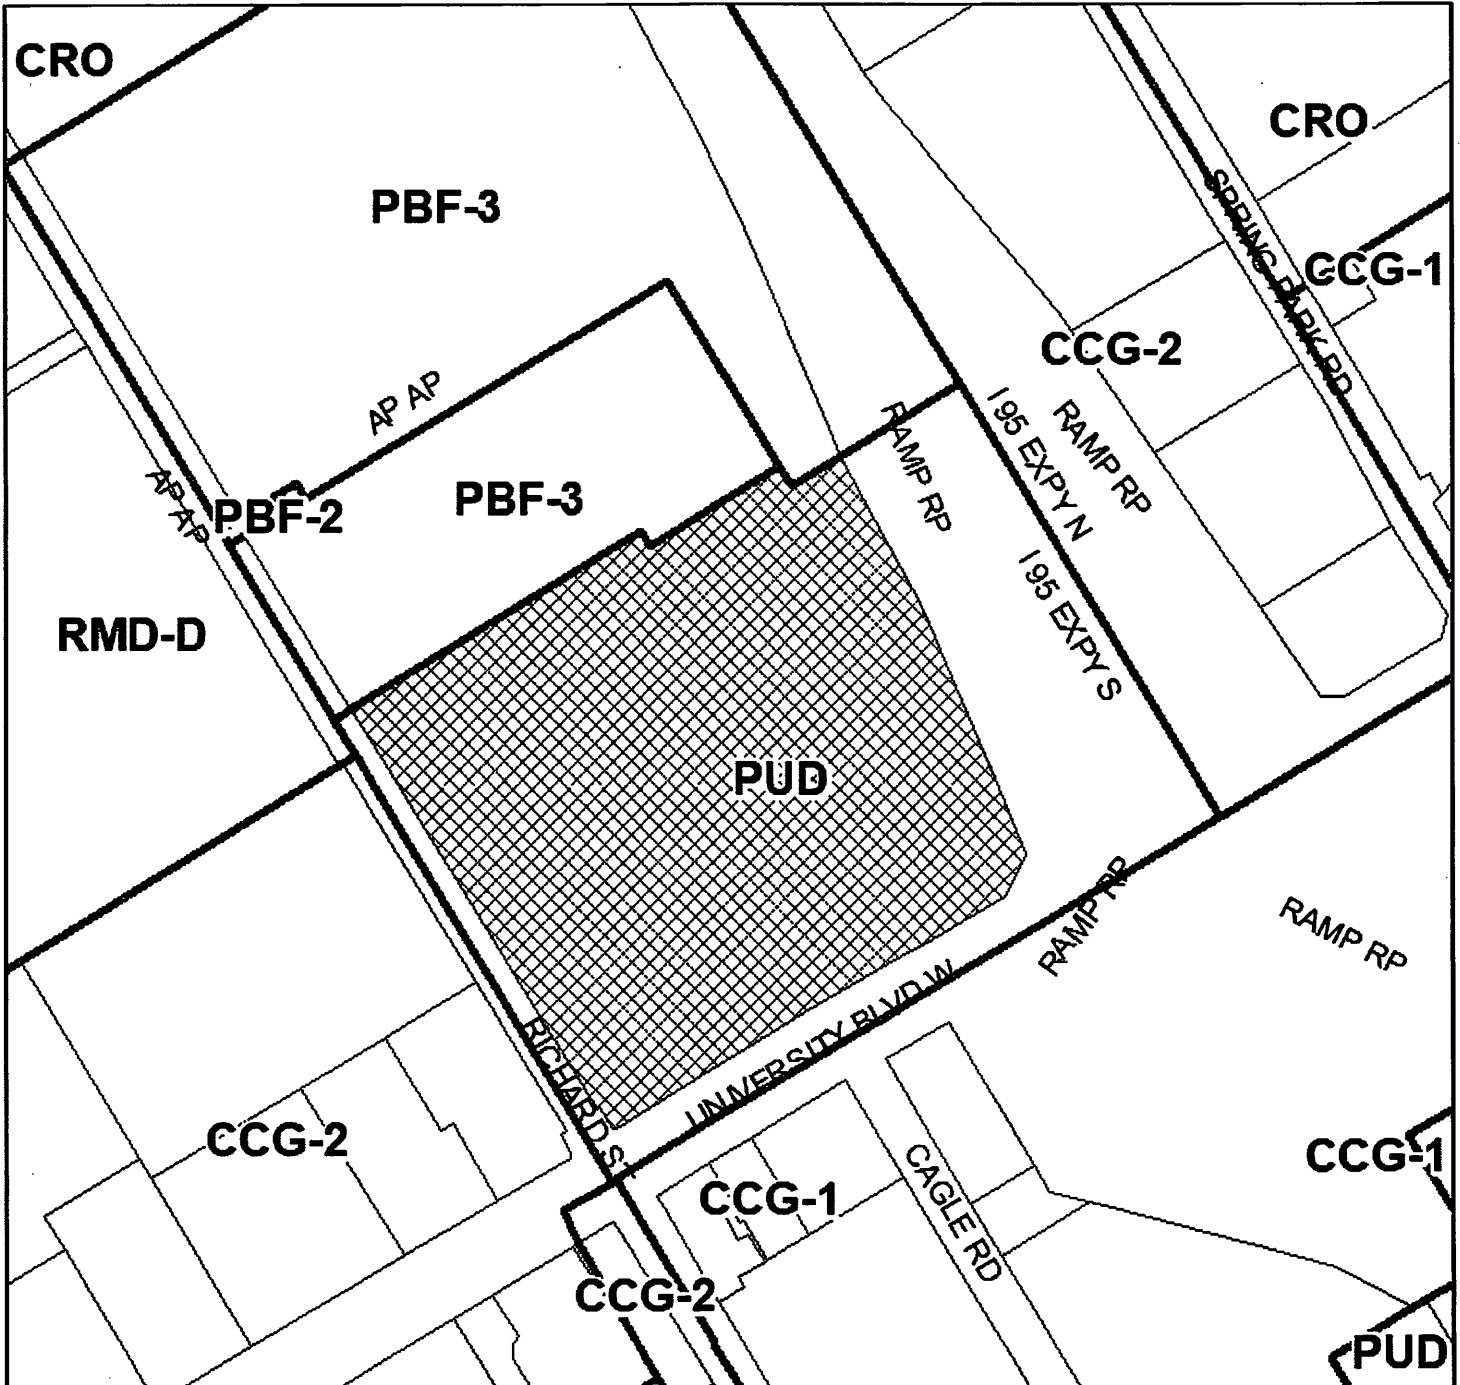 CRO
CRO
PBF-3
SPRING PARK RD
CCG-1
CCG-2
AP AP
RAMP RP
I 95 EXPY N
RAMP RP
AP AP
PBF-2
PBF-3
I 95 EXPY S
RMD-D
PUD
RAMP RP
RAMP RP
UNIVERSITY BLVD W
RICHARD ST
CCG-2
CCG-1
CCG-1
CAGLE RD
CCG-2
PUD